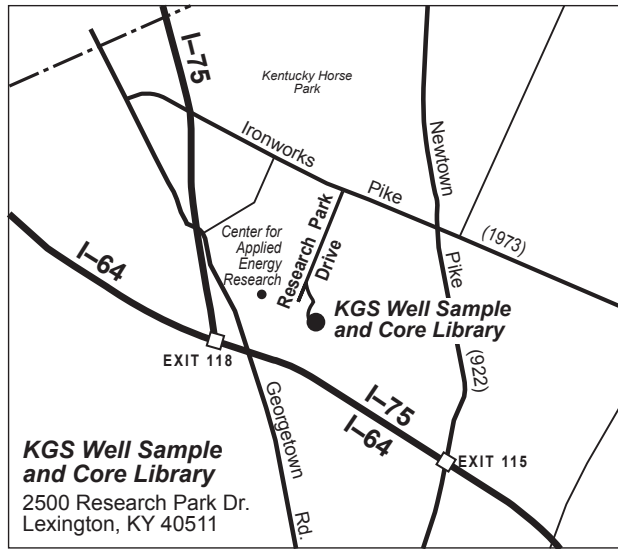 I–75
Kentucky Horse
Park
Ironworks
Pike
(1973)
Newtown
Pike
(922)
I–64
Center for
Applied
Energy
Research
Research Park
Drive
KGS Well Sample
and Core Library
EXIT 118
Georgetown
Rd.
I–75
I–64
EXIT 115
KGS Well Sample
and Core Library
2500 Research Park Dr.
Lexington, KY 40511